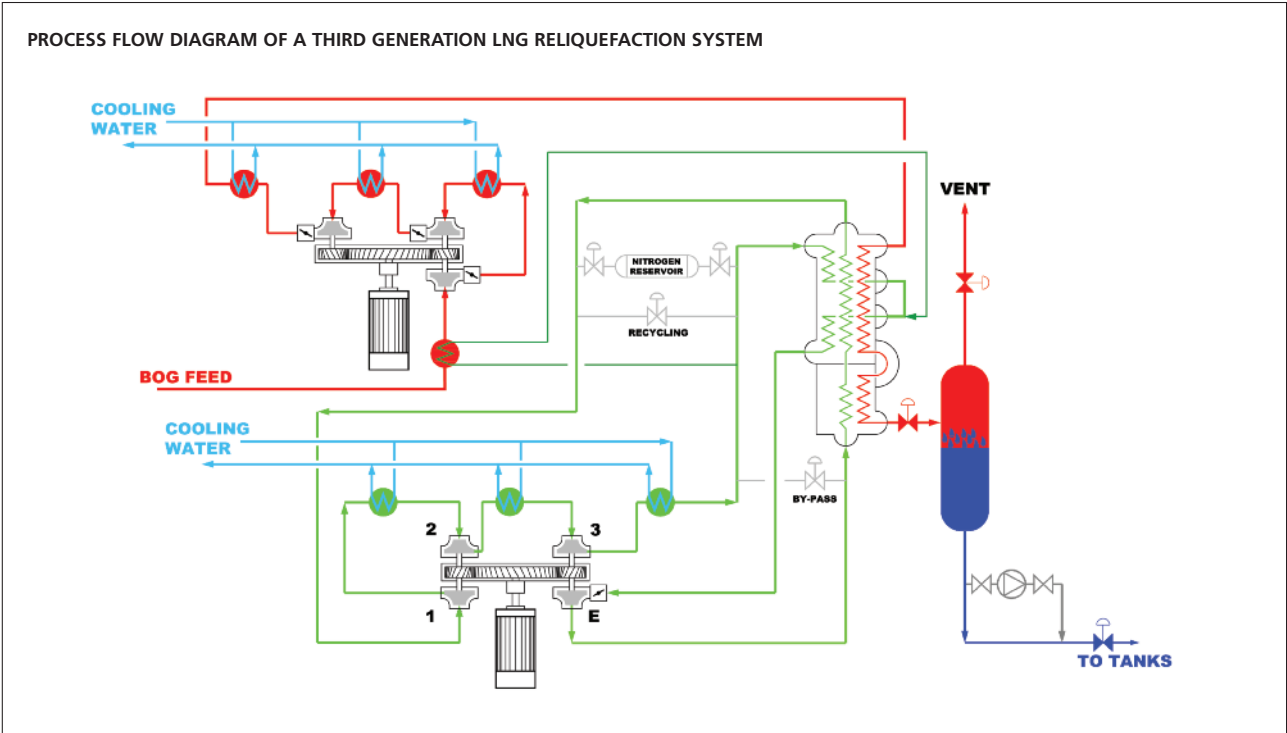 PROCESS FLOW DIAGRAM OF A THIRD GENERATION LNG RELIQUEFACTION SYSTEM
COOLING
WATER
VENT
NITROGEN
RESERVOIR
RECYCLING
BOG FEED
COOLING
WATER
BY-PASS
2
3
1
E
TO TANKS